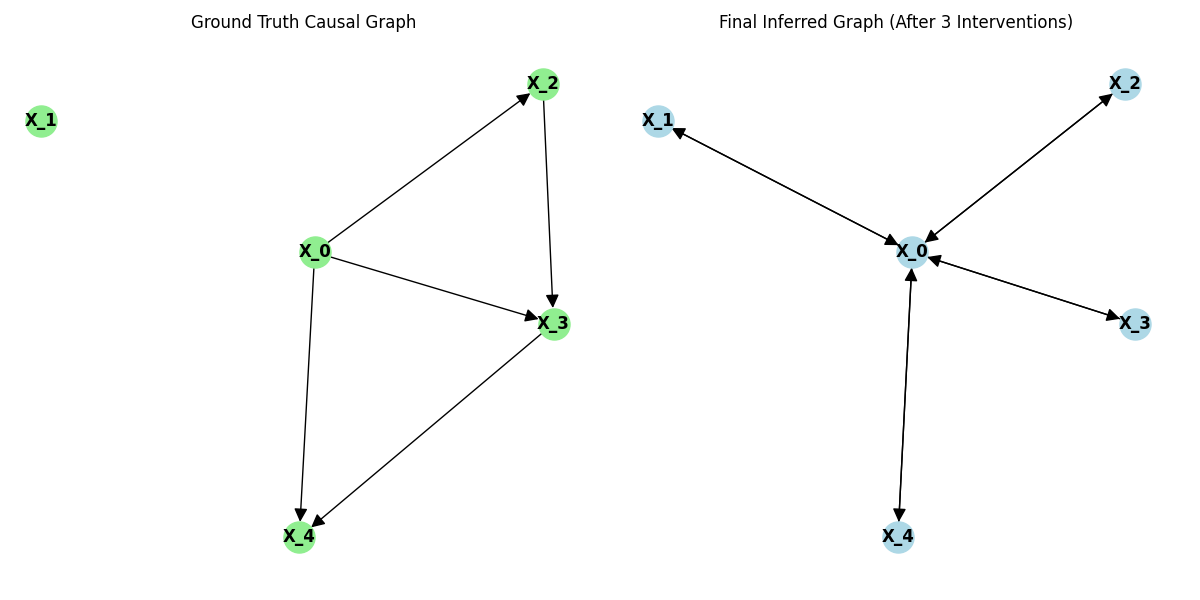 Ground Truth Causal Graph
X_2
X_1
X_0
X_3
X_4
Final Inferred Graph (After 3 Interventions)
X_2
X_1
X_0
X_3
X_4